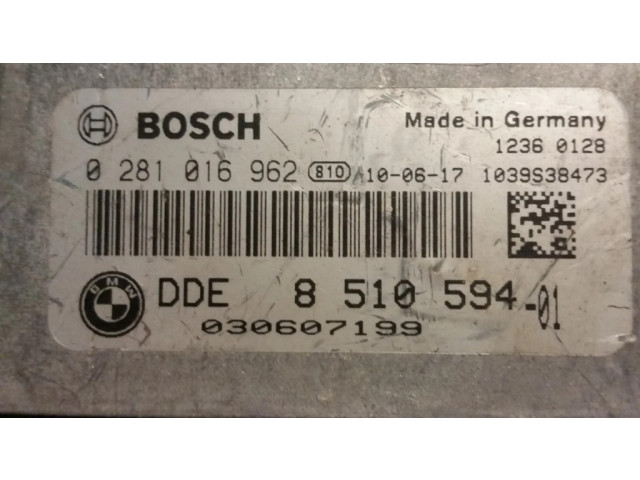 BOSCH Made in Germany
1236 0128
0 281 016 962 810 10-06-17 1039S38473
BMW DDE 8 510 594-01
030607199